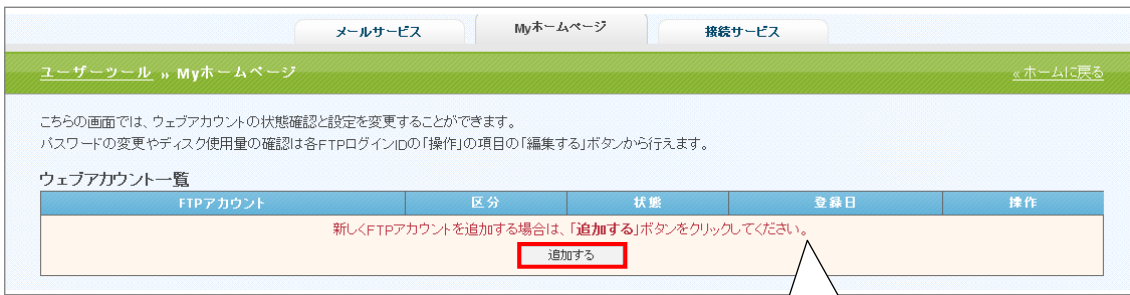 メールサービス
Myホームページ
接続サービス
ユーザーツール » Myホームページ
«ホームに戻る
こちらの画面では、ウェブアカウントの状態確認と設定を変更することができます。
パスワードの変更やディスク使用量の確認は各FTPログインIDの「操作」の項目の「編集する」ボタンから行えます。
ウェブアカウント一覧
FTPアカウント 区分 状態 登録日 操作
新しくFTPアカウントを追加する場合は、「追加する」ボタンをクリックしてください。
追加する